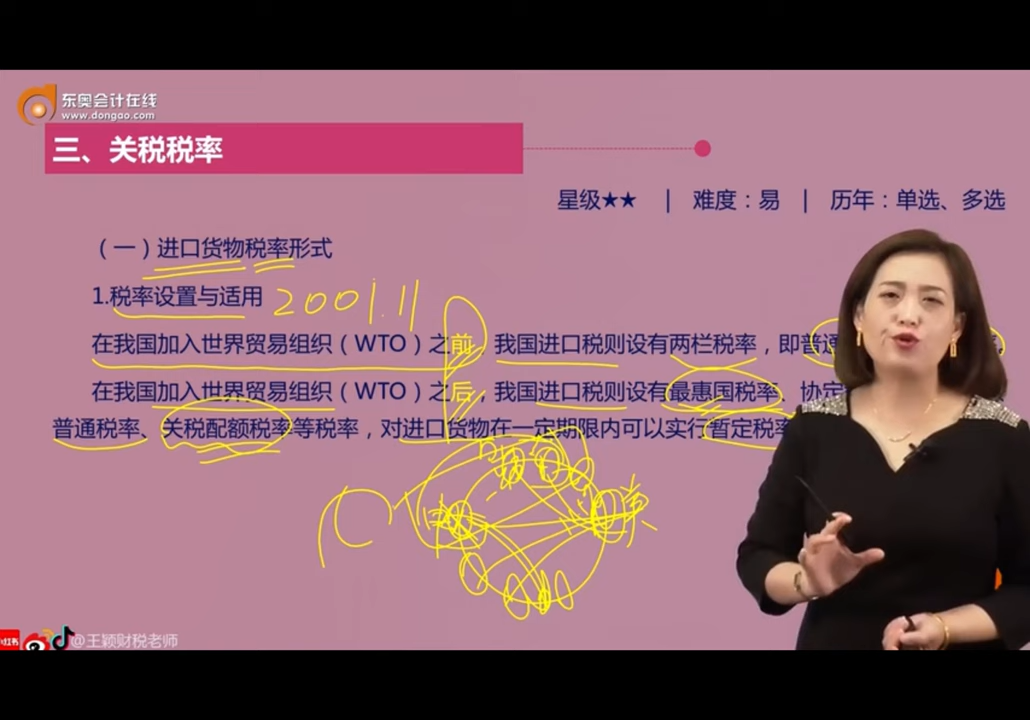 东奥会计在线
www.dongao.com
三、关税税率
星级★★ | 难度：易 | 历年：单选、多选
（一）进口货物税率形式
1.税率设置与适用 2001.11
在我国加入世界贸易组织（WTO）之前，我国进口税则设有两栏税率，即普通
在我国加入世界贸易组织（WTO）之后，我国进口税则设有最惠国税率、协定
普通税率、关税配额税率等税率，对进口货物在一定期限内可以实行暂定税率
小红书
@王颖财税老师